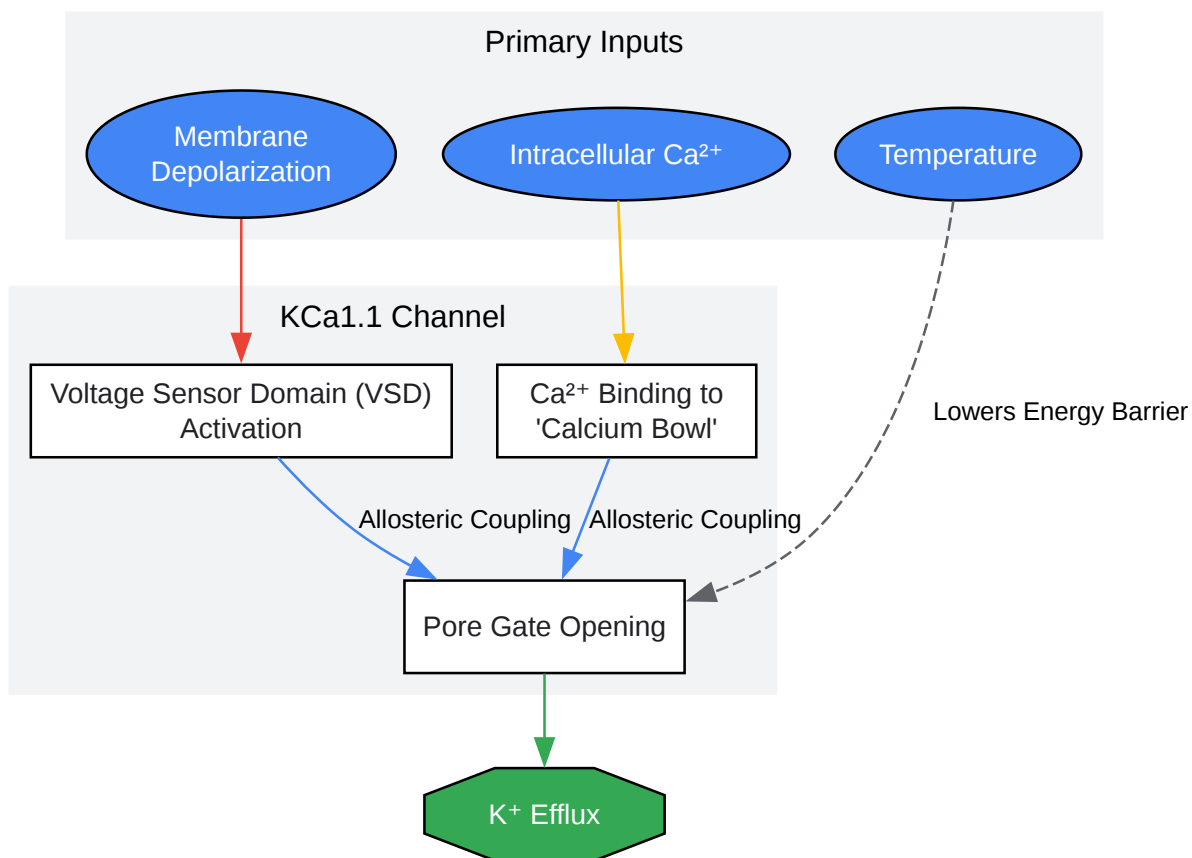 Primary Inputs
Membrane
Depolarization
Intracellular Ca²⁺
Temperature
KCa1.1 Channel
Voltage Sensor Domain (VSD)
Activation
Ca²⁺ Binding to
'Calcium Bowl'
Lowers Energy Barrier
Allosteric Coupling
Allosteric Coupling
Pore Gate Opening
K⁺ Efflux